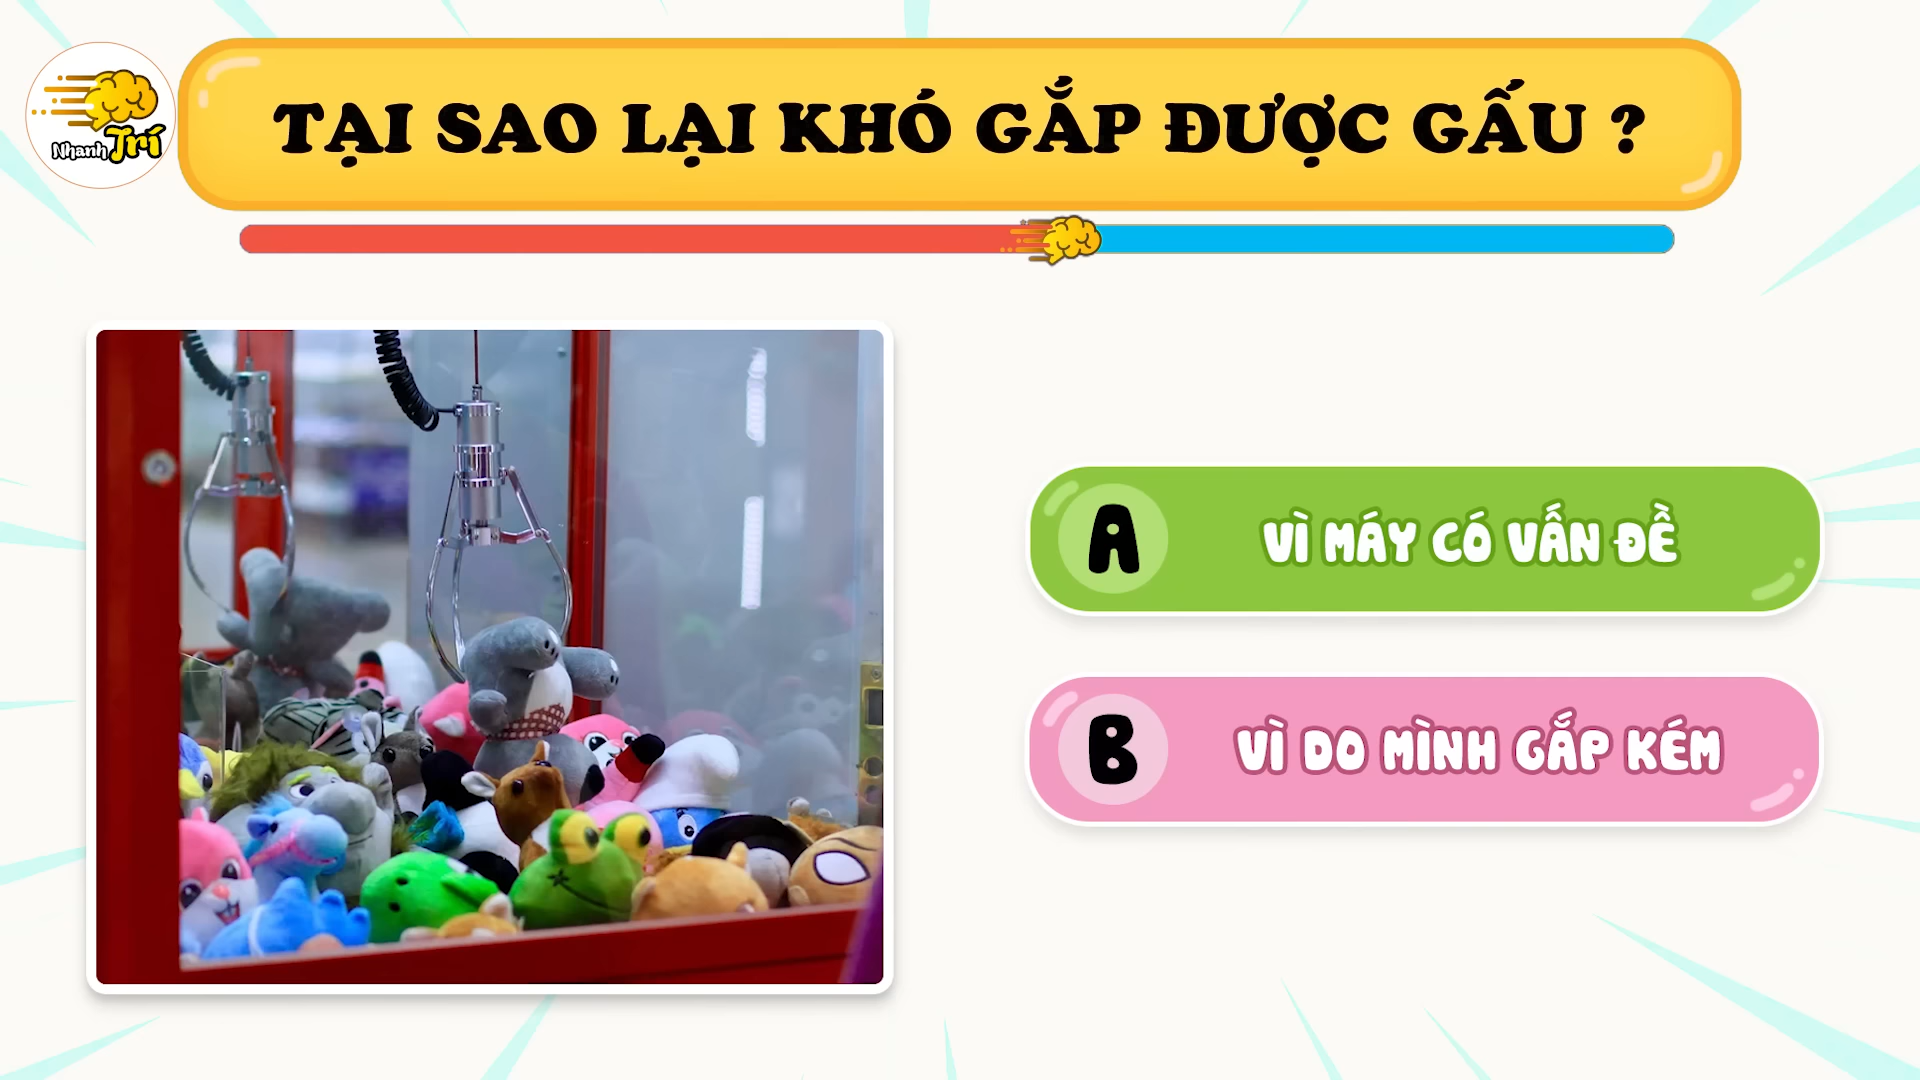 Nhanh Trí
TẠI SAO LẠI KHÓ GẮP ĐƯỢC GẤU ?
A VÌ MÁY CÓ VẤN ĐỀ
B VÌ DO MÌNH GẮP KÉM